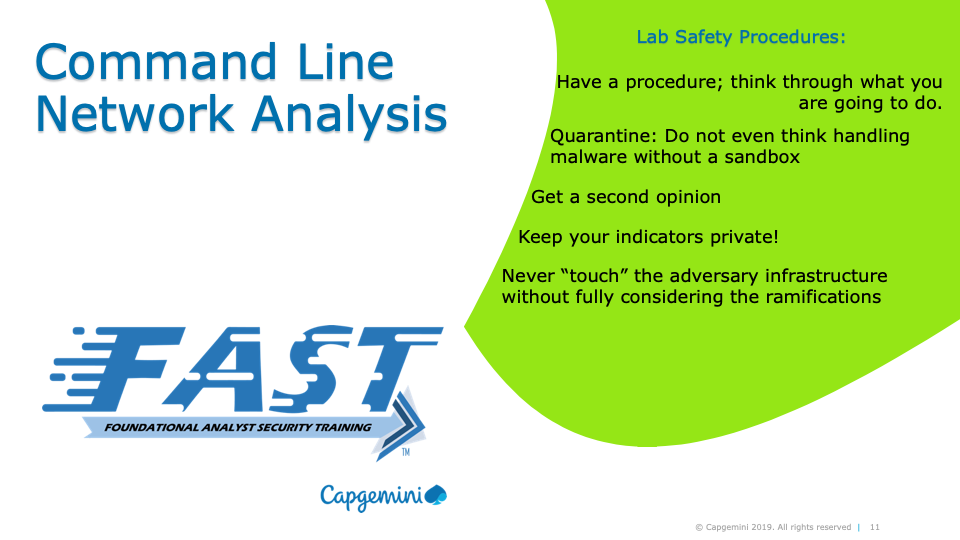 Command Line
Network Analysis
Lab Safety Procedures:
Have a procedure; think through what you
are going to do.
Quarantine: Do not even think handling
malware without a sandbox
Get a second opinion
Keep your indicators private!
Never “touch” the adversary infrastructure
without fully considering the ramifications
FAST
FOUNDATIONAL ANALYST SECURITY TRAINING
TM
Capgemini
© Capgemini 2019. All rights reserved | 11